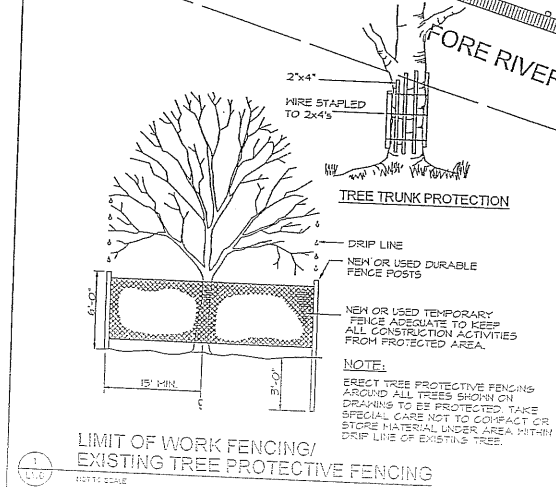 FORE RIVER
2"x4"
WIRE STAPLED
TO 2x4's
TREE TRUNK PROTECTION
DRIP LINE
NEW OR USED DURABLE
FENCE POSTS
6'-0"
NEW OR USED TEMPORARY
FENCE ADEQUATE TO KEEP
ALL CONSTRUCTION ACTIVITIES
FROM PROTECTED AREA.
15' MIN.
3'-0"
NOTE:
ERECT TREE PROTECTIVE FENCING
AROUND ALL TREES SHOWN ON
DRAWING TO BE PROTECTED. TAKE
SPECIAL CARE NOT TO COMPACT OR
STORE MATERIAL UNDER AREA WITHIN
DRIP LINE OF EXISTING TREE.
1
L1.0
LIMIT OF WORK FENCING/
EXISTING TREE PROTECTIVE FENCING
NOT TO SCALE